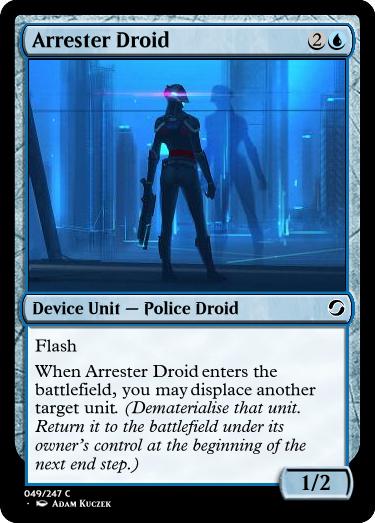 Arrester Droid 2
Device Unit — Police Droid
Flash
When Arrester Droid enters the
battlefield, you may displace another
target unit. (Dematerialise that unit.
Return it to the battlefield under its
owner's control at the beginning of the
next end step.)
1/2
049/247 C
· Adam Kuczek